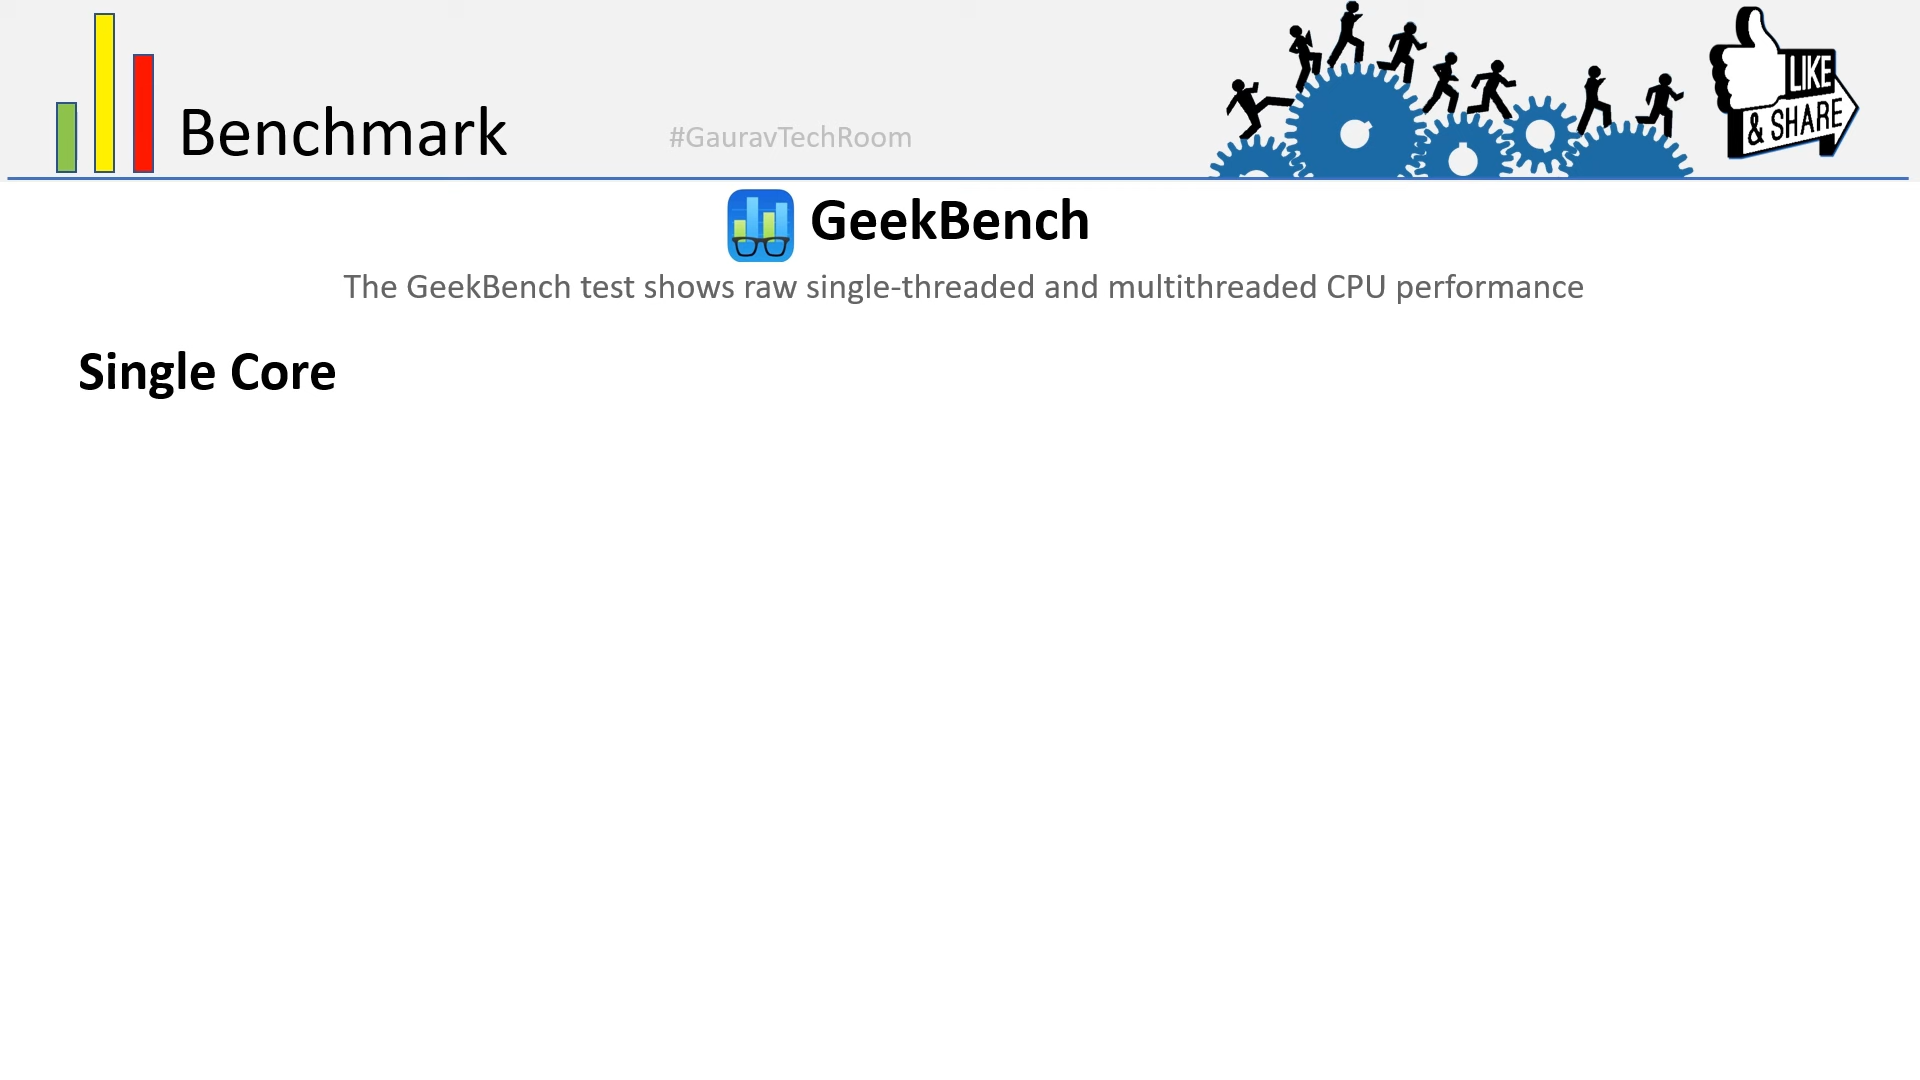 Benchmark
#GauravTechRoom
LIKE
& SHARE
GeekBench
The GeekBench test shows raw single-threaded and multithreaded CPU performance
Single Core